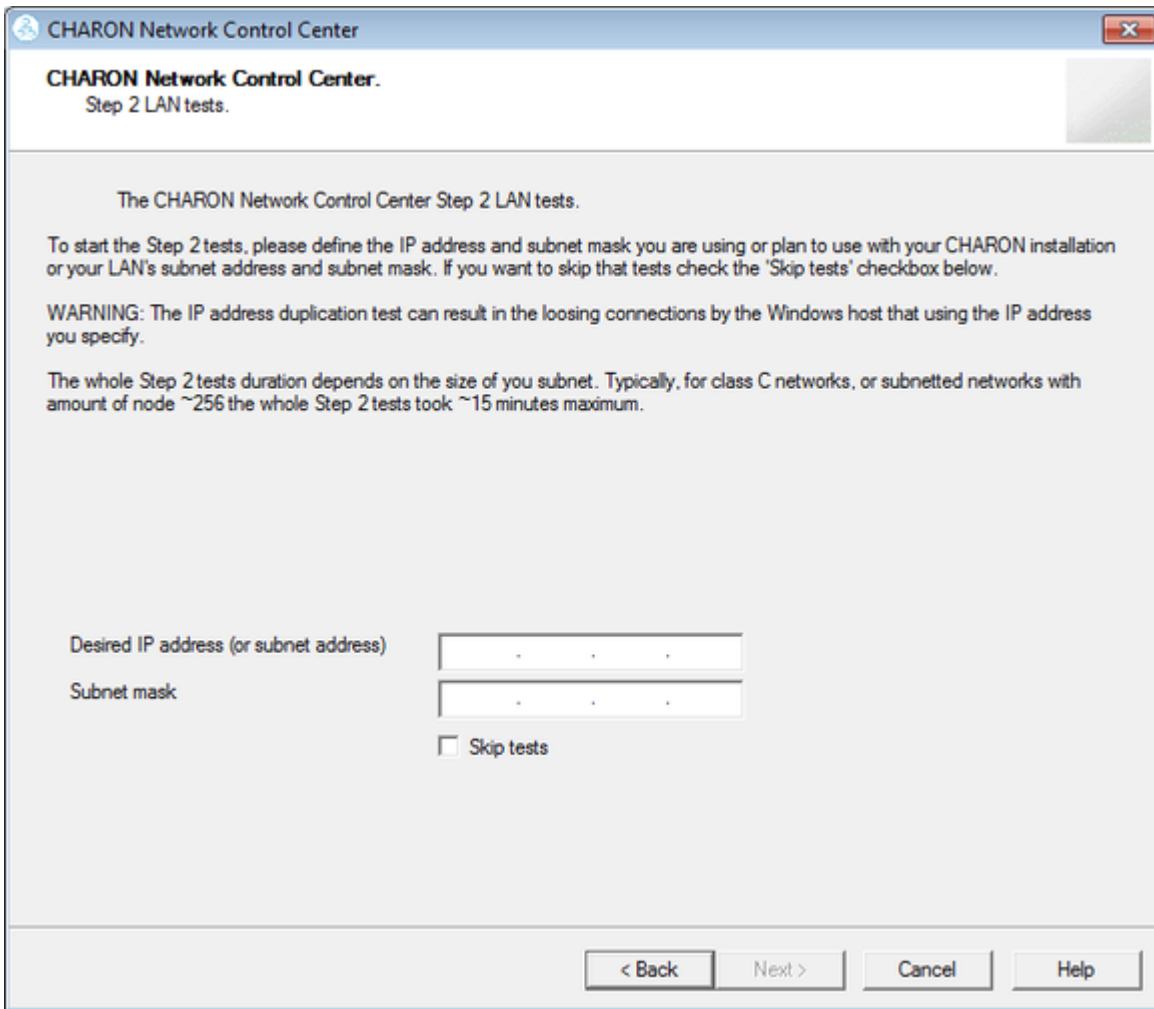 CHARON Network Control Center
CHARON Network Control Center.
Step 2 LAN tests.
The CHARON Network Control Center Step 2 LAN tests.
To start the Step 2 tests, please define the IP address and subnet mask you are using or plan to use with your CHARON installation
or your LAN's subnet address and subnet mask. If you want to skip that tests check the 'Skip tests' checkbox below.
WARNING: The IP address duplication test can result in the loosing connections by the Windows host that using the IP address
you specify.
The whole Step 2 tests duration depends on the size of you subnet. Typically, for class C networks, or subnetted networks with
amount of node ~256 the whole Step 2 tests took ~15 minutes maximum.
Desired IP address (or subnet address) . . .
Subnet mask . . .
Skip tests
< Back Next > Cancel Help